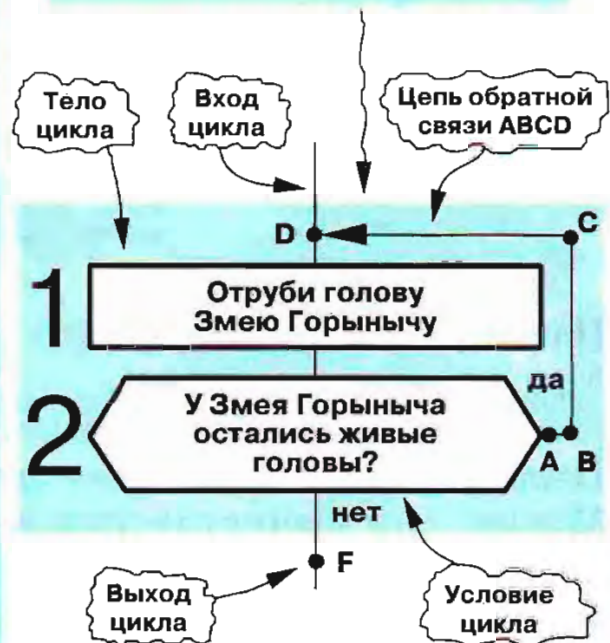 Тело
цикла
Вход
цикла
Цепь обратной
связи ABCD
D
C
1
Отруби голову
Змею Горынычу
да
2
У Змея Горыныча
остались живые
головы?
A
B
нет
F
Выход
цикла
Условие
цикла